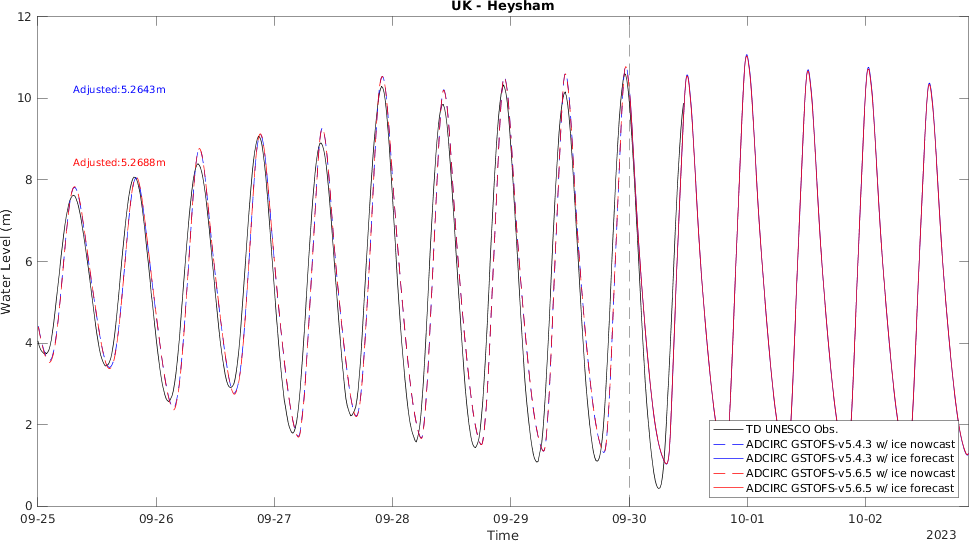 UK - Heysham
12
10
8
6
4
2
0
Water Level (m)
Adjusted:5.2643m
Adjusted:5.2688m
TD UNESCO Obs.
ADCIRC GSTOFS-v5.4.3 w/ ice nowcast
ADCIRC GSTOFS-v5.4.3 w/ ice forecast
ADCIRC GSTOFS-v5.6.5 w/ ice nowcast
ADCIRC GSTOFS-v5.6.5 w/ ice forecast
09-25 09-26 09-27 09-28 09-29 09-30 10-01 10-02
Time
2023